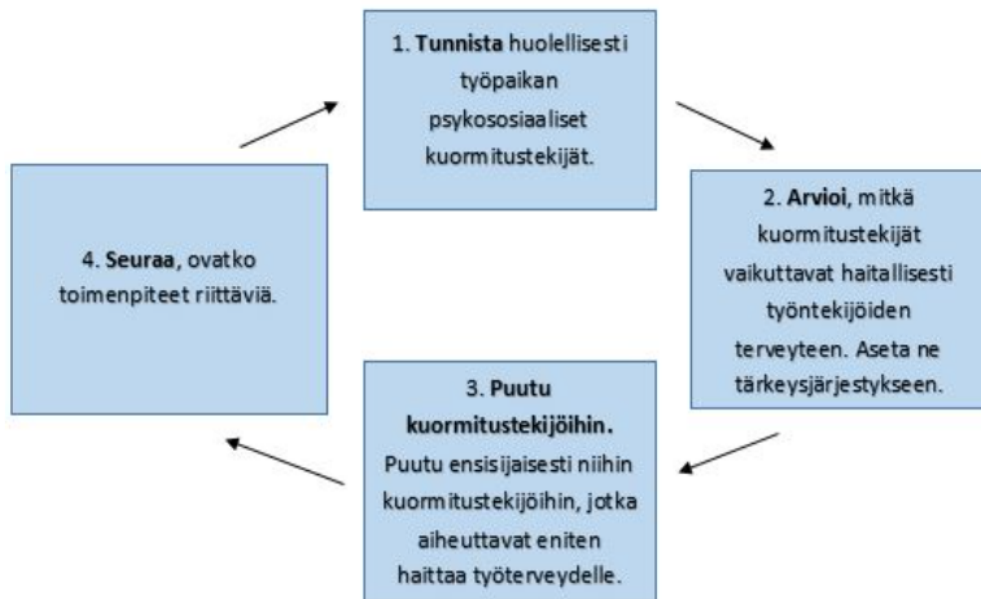 1. Tunnista huolellisesti
työpaikan
psykososiaaliset
kuormitustekijät.
2. Arvioi, mitkä
kuormitustekijät
vaikuttavat haitallisesti
työntekijöiden
terveyteen. Aseta ne
tärkeysjärjestykseen.
3. Puutu
kuormitustekijöihin.
Puutu ensisijaisesti niihin
kuormitustekijöihin, jotka
aiheuttavat eniten
haittaa työterveydelle.
4. Seuraa, ovatko
toimenpiteet riittäviä.